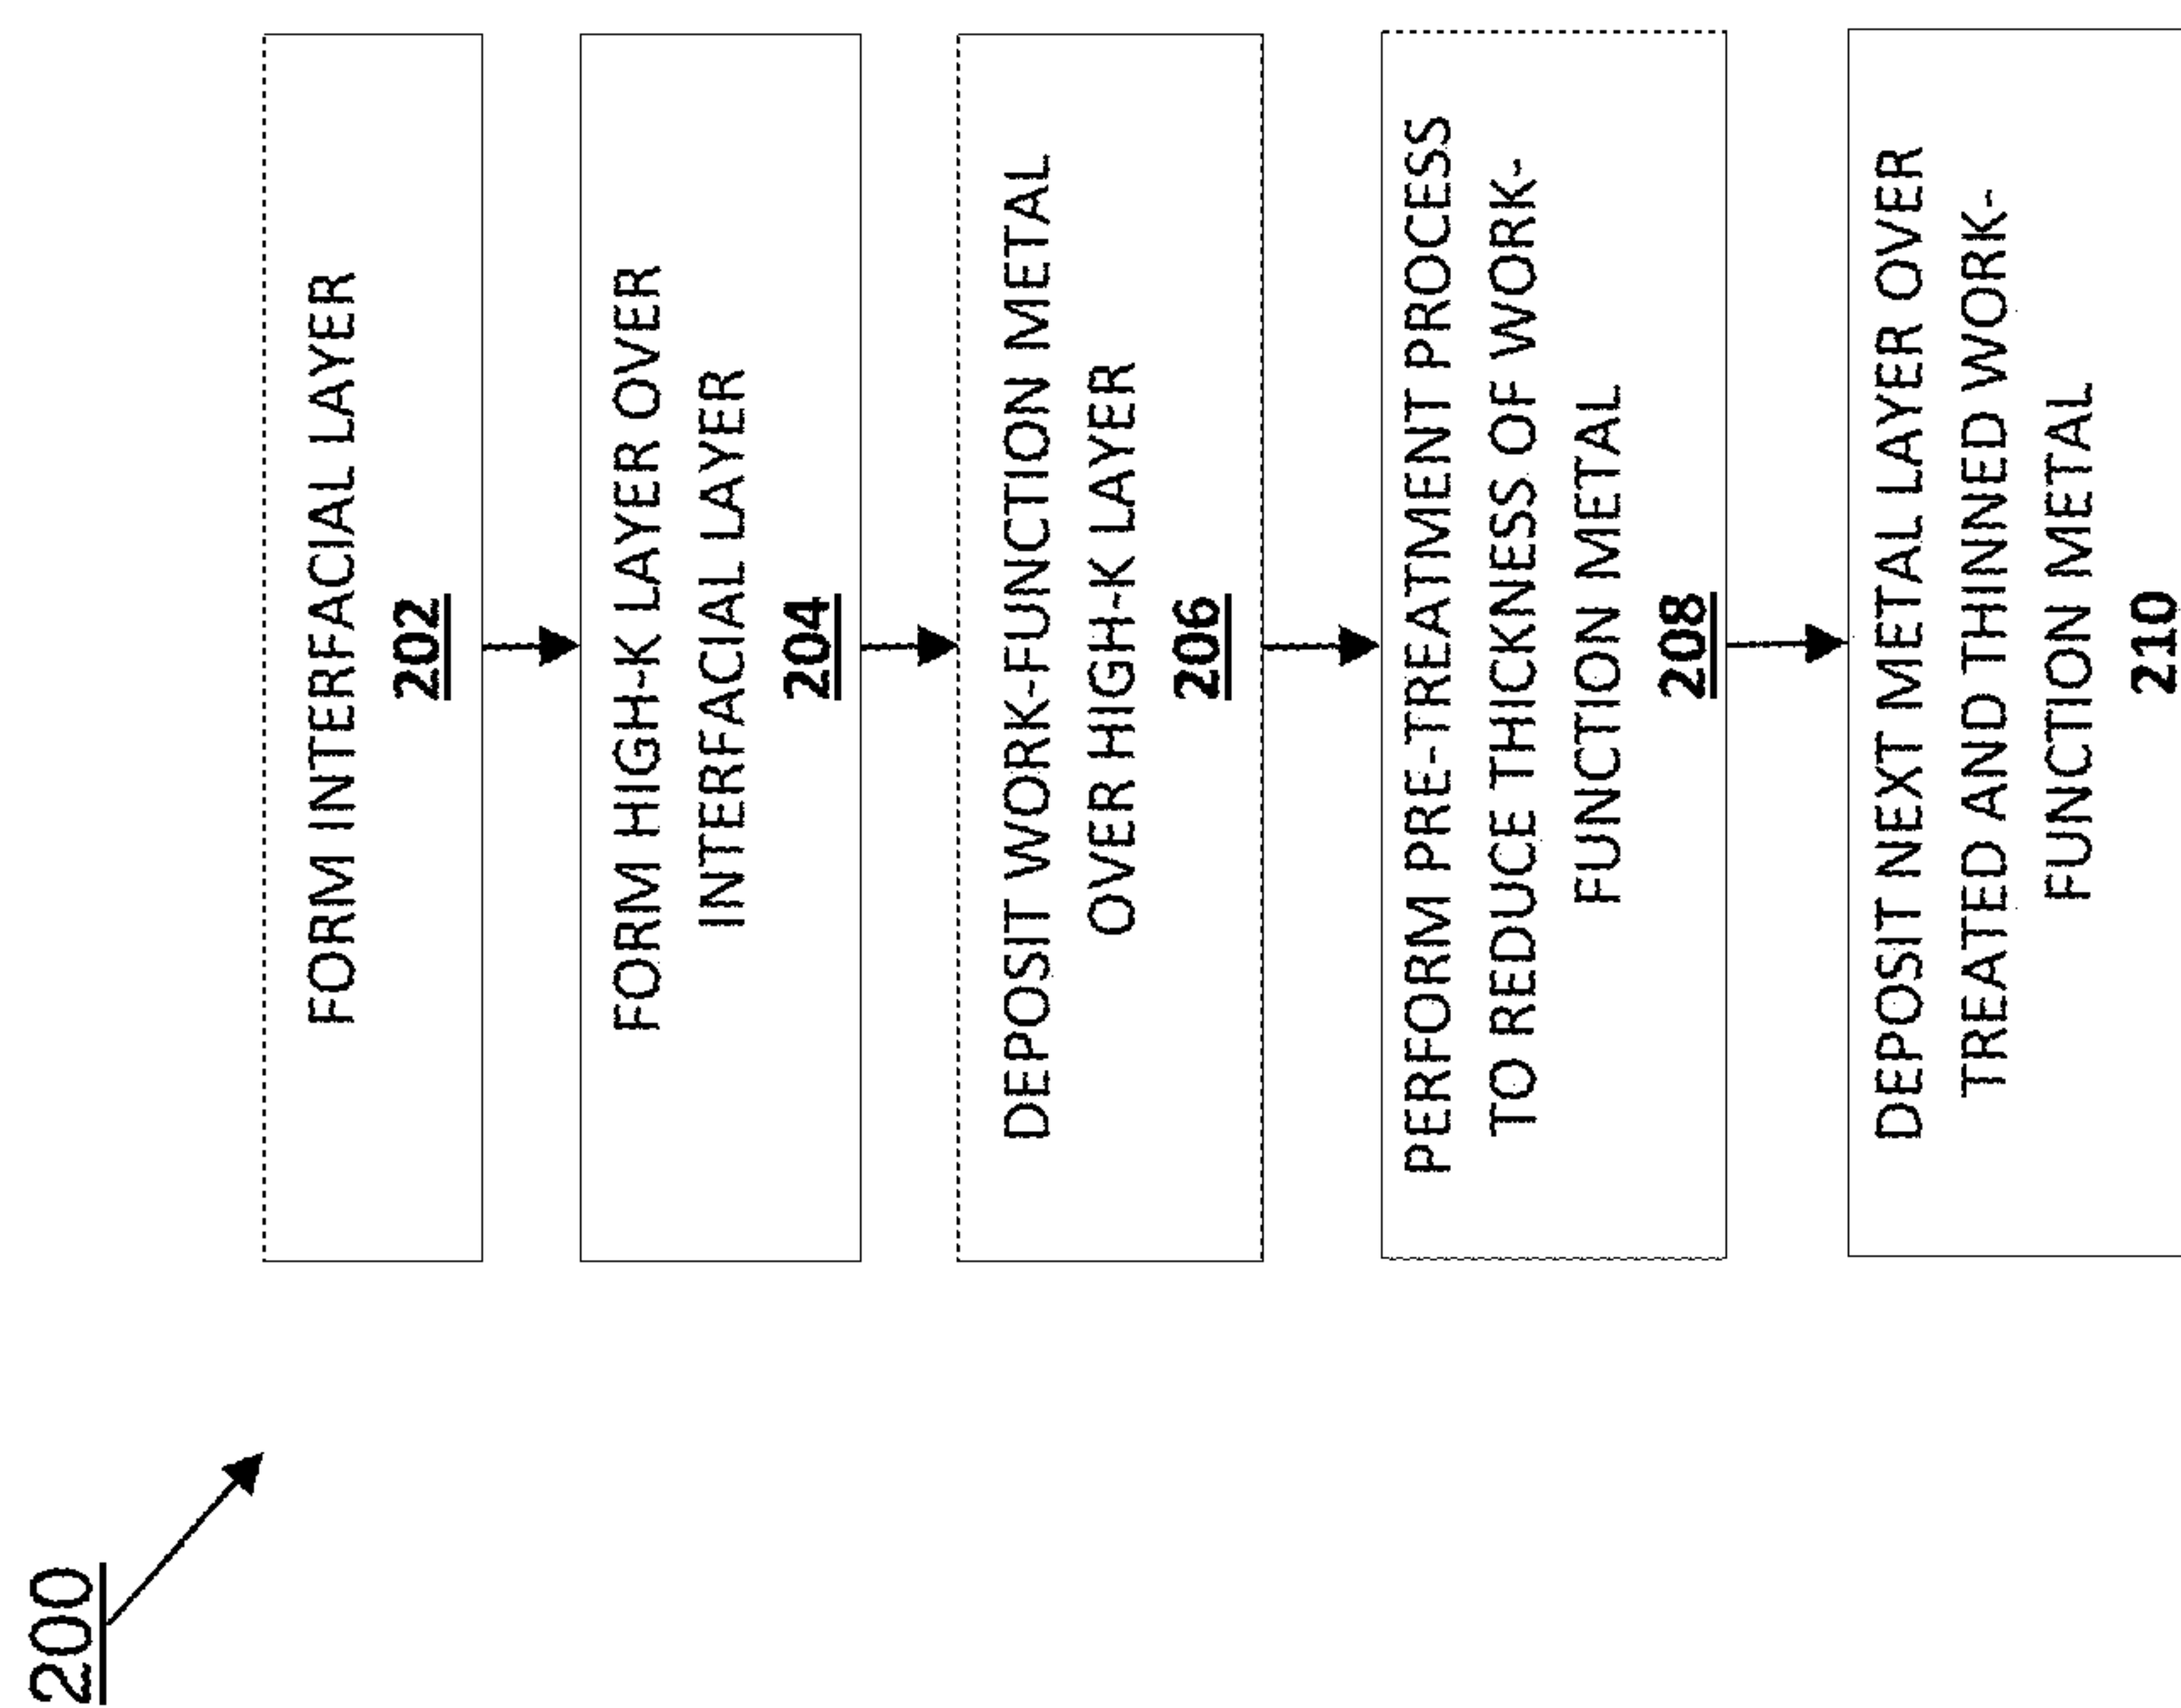 200
FORM INTERFACIAL LAYER
202
FORM HIGH-K LAYER OVER
INTERFACIAL LAYER
204
DEPOSIT WORK-FUNCTION METAL
OVER HIGH-K LAYER
206
PERFORM PRE-TREATMENT PROCESS
TO REDUCE THICKNESS OF WORK-
FUNCTION METAL
208
DEPOSIT NEXT METAL LAYER OVER
TREATED AND THINNED WORK-
FUNCTION METAL
210